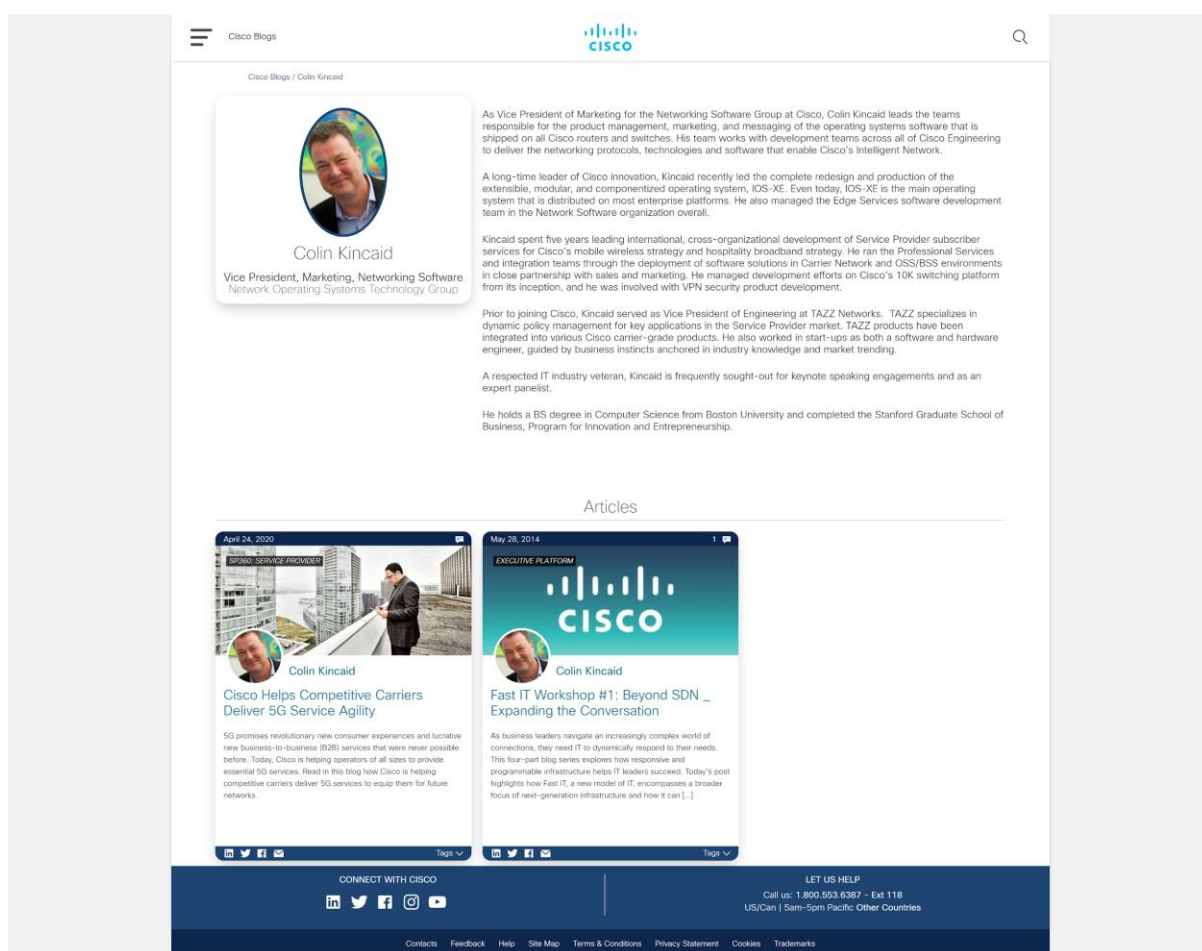 Cisco Blogs
CISCO
Cisco Blogs / Colin Kincaid
Colin Kincaid
Vice President, Marketing, Networking Software
Network Operating Systems Technology Group
As Vice President of Marketing for the Networking Software Group at Cisco, Colin Kincaid leads the teams
responsible for the product management, marketing, and messaging of the operating systems software that is
shipped on all Cisco routers and switches. His team works with development teams across all of Cisco Engineering
to deliver the networking protocols, technologies and software that enable Cisco's Intelligent Network.
A long-time leader of Cisco innovation, Kincaid recently led the complete redesign and production of the
extensible, modular, and componentized operating system, IOS-XE. Even today, IOS-XE is the main operating
system that is distributed on most enterprise platforms. He also managed the Edge Services software development
team in the Network Software organization overall.
Kincaid spent five years leading international, cross-organizational development of Service Provider subscriber
services for Cisco's mobile wireless strategy and hospitality broadband strategy. He ran the Professional Services
and integration teams through the deployment of software solutions in Carrier Network and OSS/BSS environments
in close partnership with sales and marketing. He managed development efforts on Cisco's 10K switching platform
from its inception, and he was involved with VPN security product development.
Prior to joining Cisco, Kincaid served as Vice President of Engineering at TAZZ Networks.  TAZZ specializes in
dynamic policy management for key applications in the Service Provider market. TAZZ products have been
integrated into various Cisco carrier-grade products. He also worked in start-ups as both a software and hardware
engineer, guided by business instincts anchored in industry knowledge and market trending.
A respected IT industry veteran, Kincaid is frequently sought-out for keynote speaking engagements and as an
expert panelist.
He holds a BS degree in Computer Science from Boston University and completed the Stanford Graduate School of
Business, Program for Innovation and Entrepreneurship.
Articles
April 24, 2020
SP360: SERVICE PROVIDER
Colin Kincaid
Cisco Helps Competitive Carriers
Deliver 5G Service Agility
5G promises revolutionary new consumer experiences and lucrative
new business-to-business (B2B) services that were never possible
before. Today, Cisco is helping operators of all sizes to provide
essential 5G services. Read in this blog how Cisco is helping
competitive carriers deliver 5G services to equip them for future
networks.
Tags
May 28, 2014
1
EXECUTIVE PLATFORM
CISCO
Colin Kincaid
Fast IT Workshop #1: Beyond SDN _
Expanding the Conversation
As business leaders navigate an increasingly complex world of
connections, they need IT to dynamically respond to their needs.
This four-part blog series explores how responsive and
programmable infrastructure helps IT leaders succeed. Today's post
highlights how Fast IT, a new model of IT, encompasses a broader
focus of next-generation infrastructure and how it can [...]
Tags
CONNECT WITH CISCO
LET US HELP
Call us: 1.800.553.6387 - Ext 118
US/Can | 5am-5pm Pacific Other Countries
Contacts Feedback Help Site Map Terms & Conditions Privacy Statement Cookies Trademarks